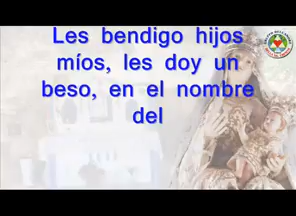 Les bendigo hijos
míos, les doy un
beso, en el nombre
del